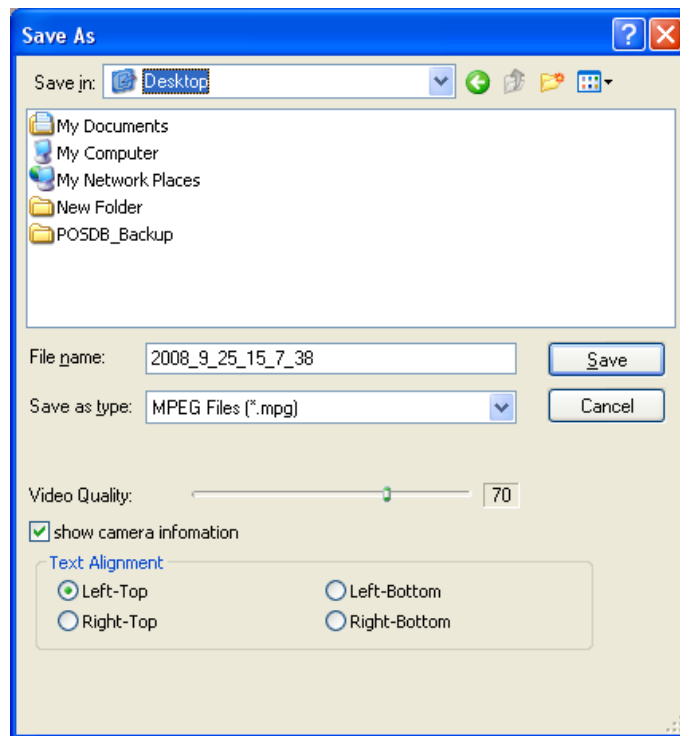 Save As
?
Save in: Desktop
My Documents
My Computer
My Network Places
New Folder
POSDB_Backup
File name: 2008_9_25_15_7_38 Save
Save as type: MPEG Files (*.mpg) Cancel
Video Quality: 70
show camera infomation
Text Alignment
Left-Top Left-Bottom
Right-Top Right-Bottom